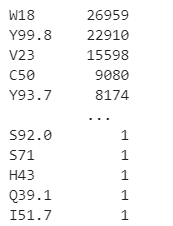 W18 26959
Y99.8 22910
V23 15598
C50 9080
Y93.7 8174
...
S92.0 1
S71 1
H43 1
Q39.1 1
I51.7 1